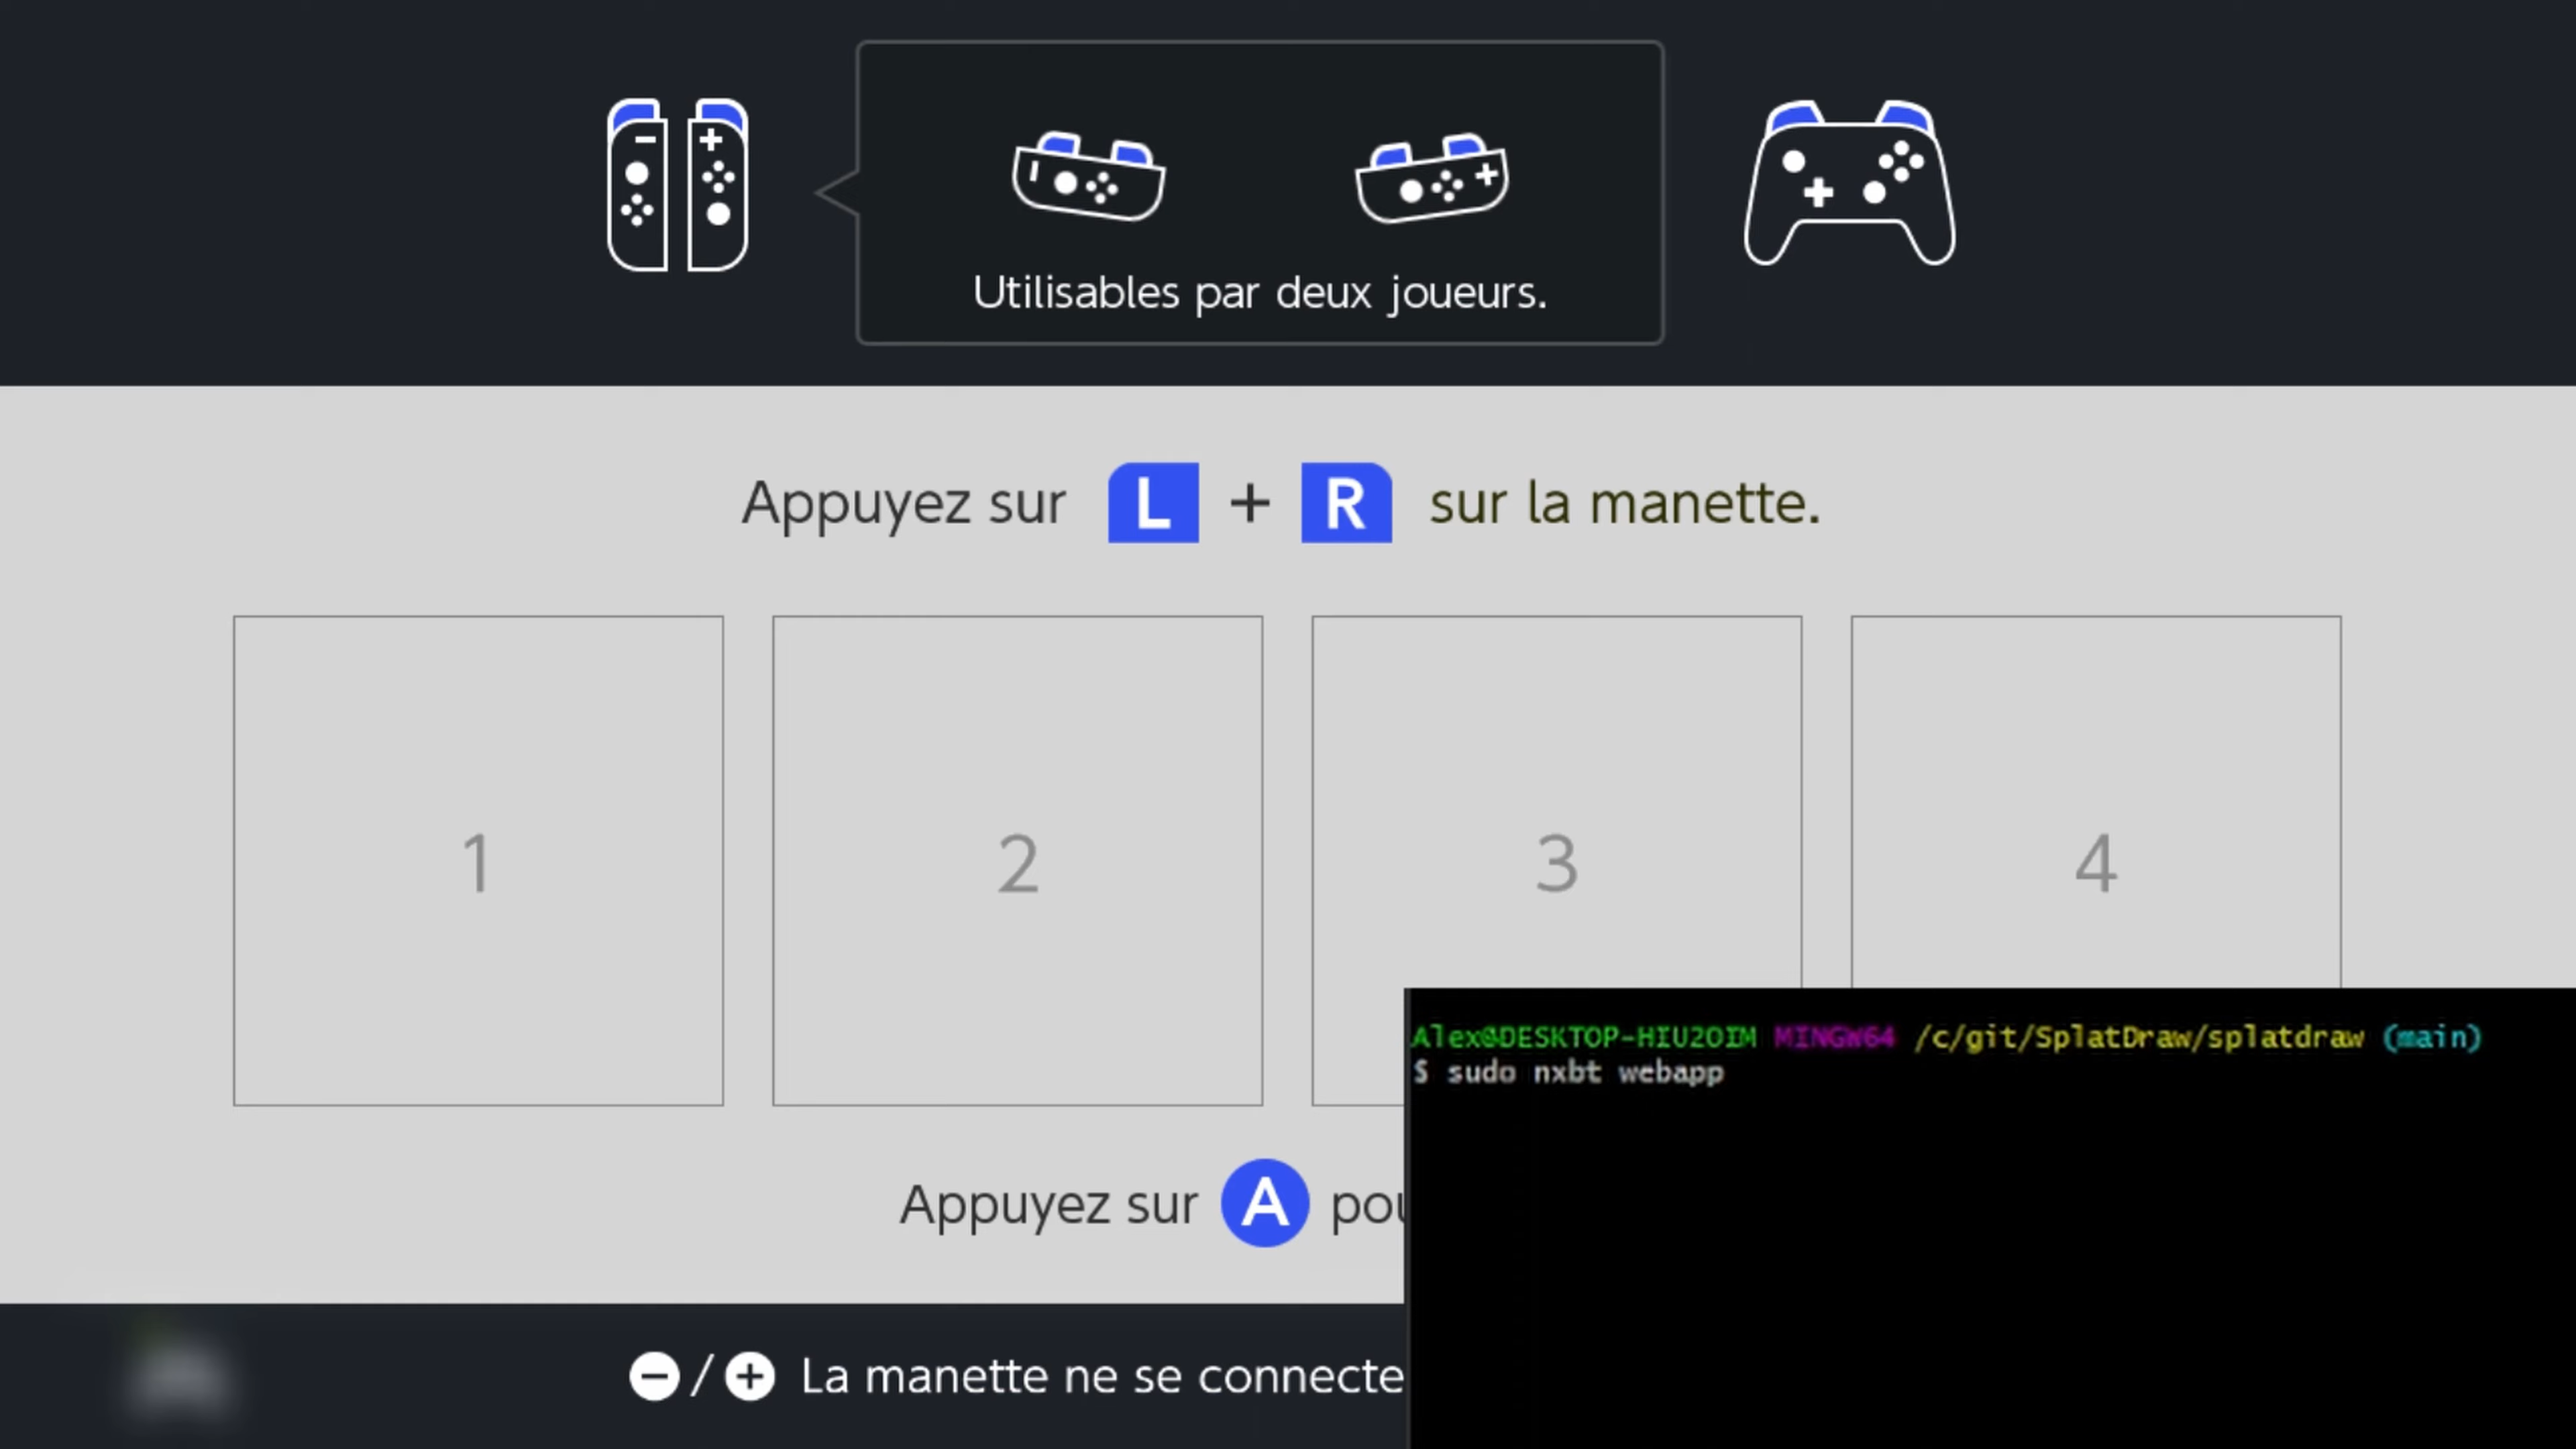 Utilisables par deux joueurs.
Appuyez sur L + R sur la manette.
1
2
3
4
Appuyez sur A
La manette ne se connecte
Alex@DESKTOP-HIU2OIM MINGW64 /c/git/SplatDraw/splatdraw (main)
$ sudo nxbt webapp